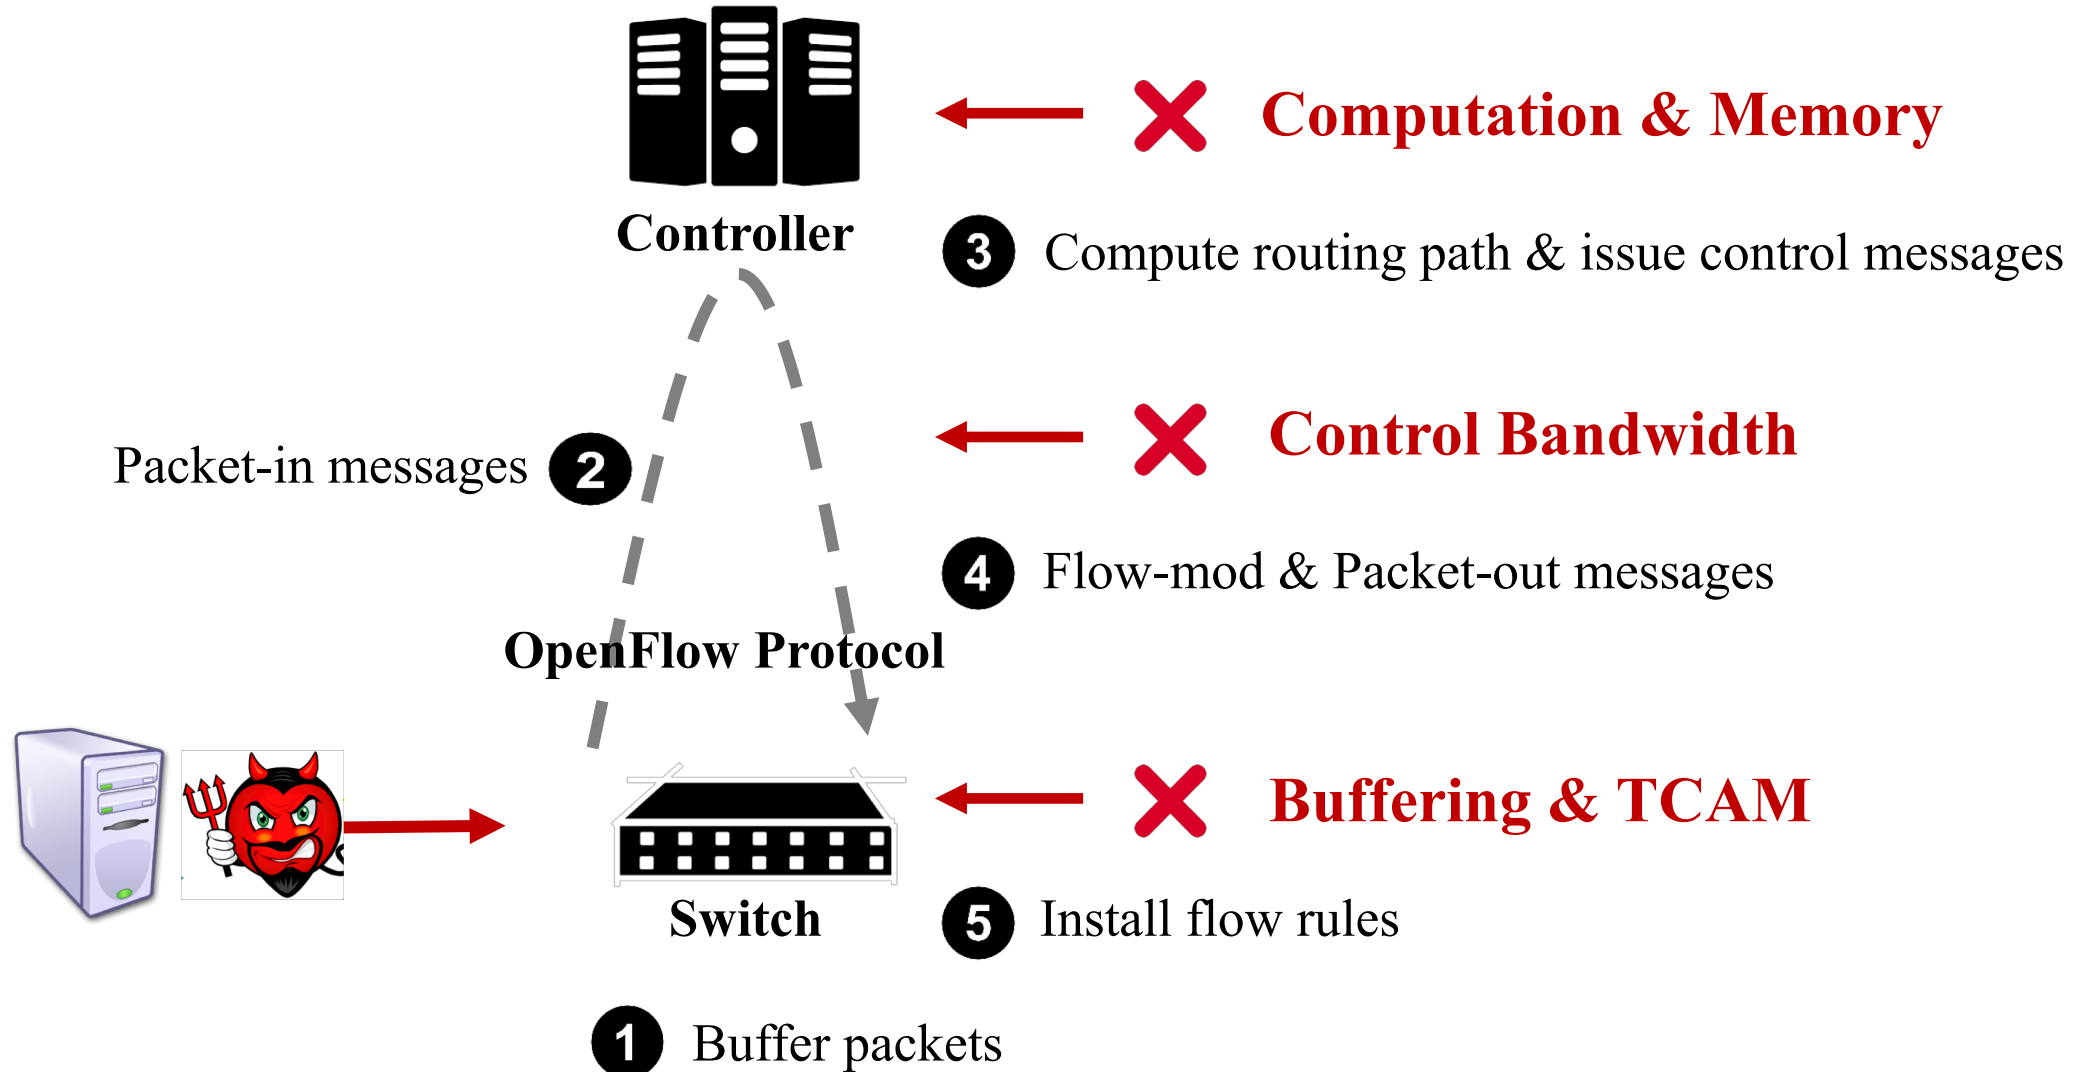 Computation & Memory
Controller
3 Compute routing path & issue control messages
Control Bandwidth
Packet-in messages 2
4 Flow-mod & Packet-out messages
OpenFlow Protocol
Buffering & TCAM
Switch
5 Install flow rules
1 Buffer packets